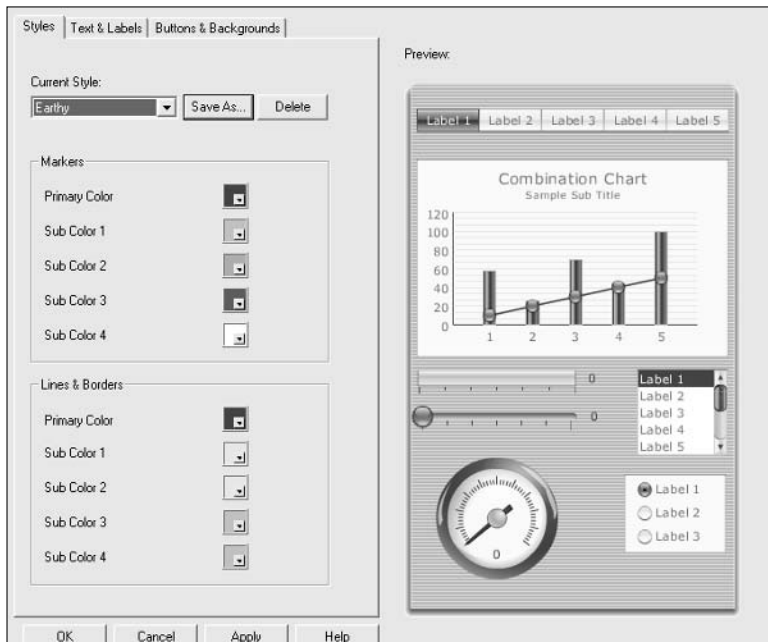 Styles Text & Labels Buttons & Backgrounds
Current Style:
Earthy Save As... Delete
Markers
Primary Color
Sub Color 1
Sub Color 2
Sub Color 3
Sub Color 4
Lines & Borders
Primary Color
Sub Color 1
Sub Color 2
Sub Color 3
Sub Color 4
OK Cancel Apply Help
Preview:
Label 1 Label 2 Label 3 Label 4 Label 5
Combination Chart
Sample Sub Title
120
100
80
60
40
20
0
1 2 3 4 5
0
0
Label 1
Label 2
Label 3
Label 4
Label 5
0
Label 1
Label 2
Label 3